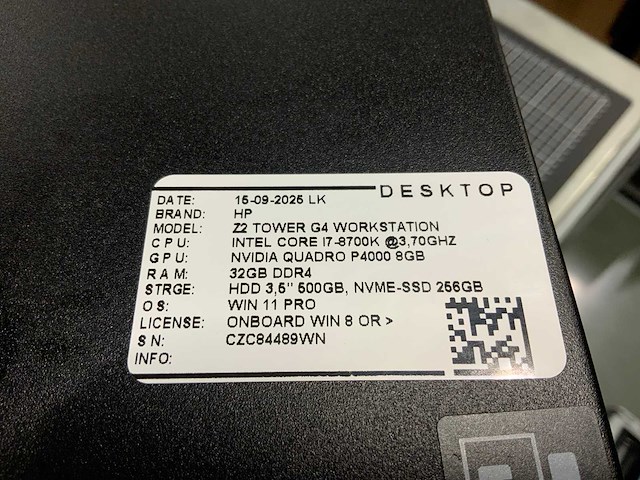 DESKTOP
DATE: 15-09-2025 LK
BRAND: HP
MODEL: Z2 TOWER G4 WORKSTATION
CPU: INTEL CORE I7-8700K @3,70GHZ
GPU: NVIDIA QUADRO P4000 8GB
RAM: 32GB DDR4
STRGE: HDD 3,5" 500GB, NVME-SSD 256GB
OS: WIN 11 PRO
LICENSE: ONBOARD WIN 8 OR >
SN: CZC84489WN
INFO: